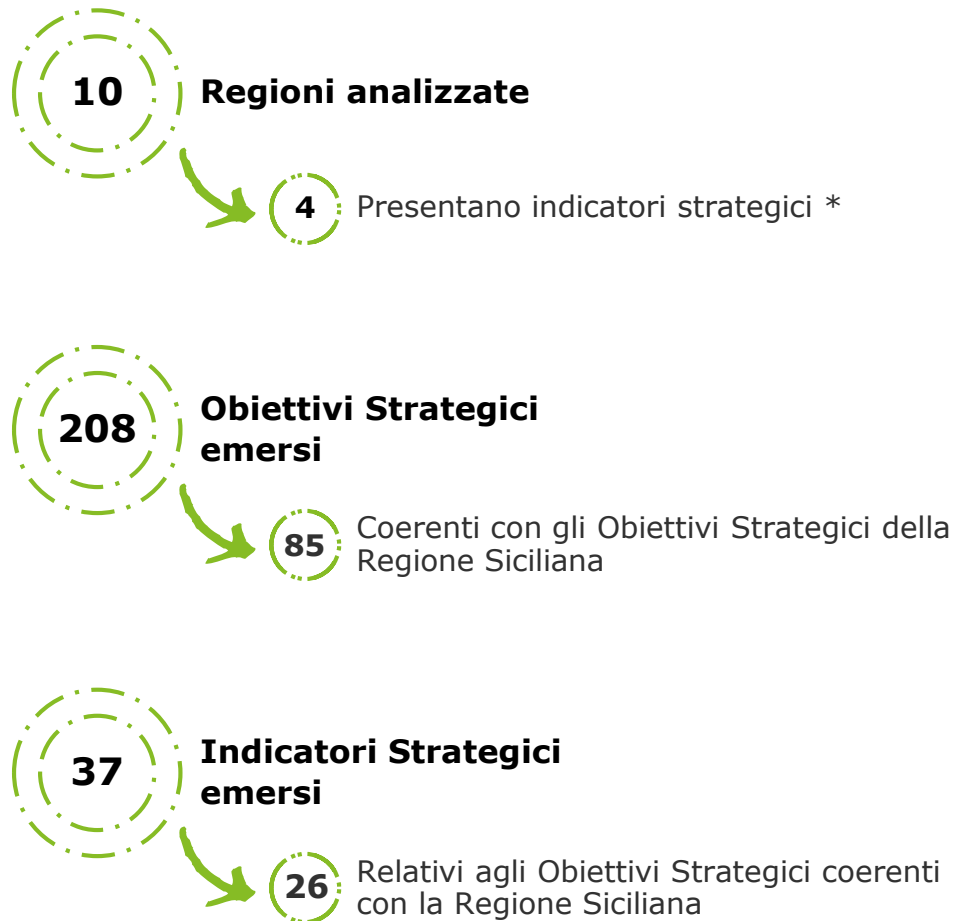 10
Regioni analizzate
4
Presentano indicatori strategici *
208
Obiettivi Strategici
emersi
85
Coerenti con gli Obiettivi Strategici della
Regione Siciliana
37
Indicatori Strategici
emersi
26
Relativi agli Obiettivi Strategici coerenti
con la Regione Siciliana